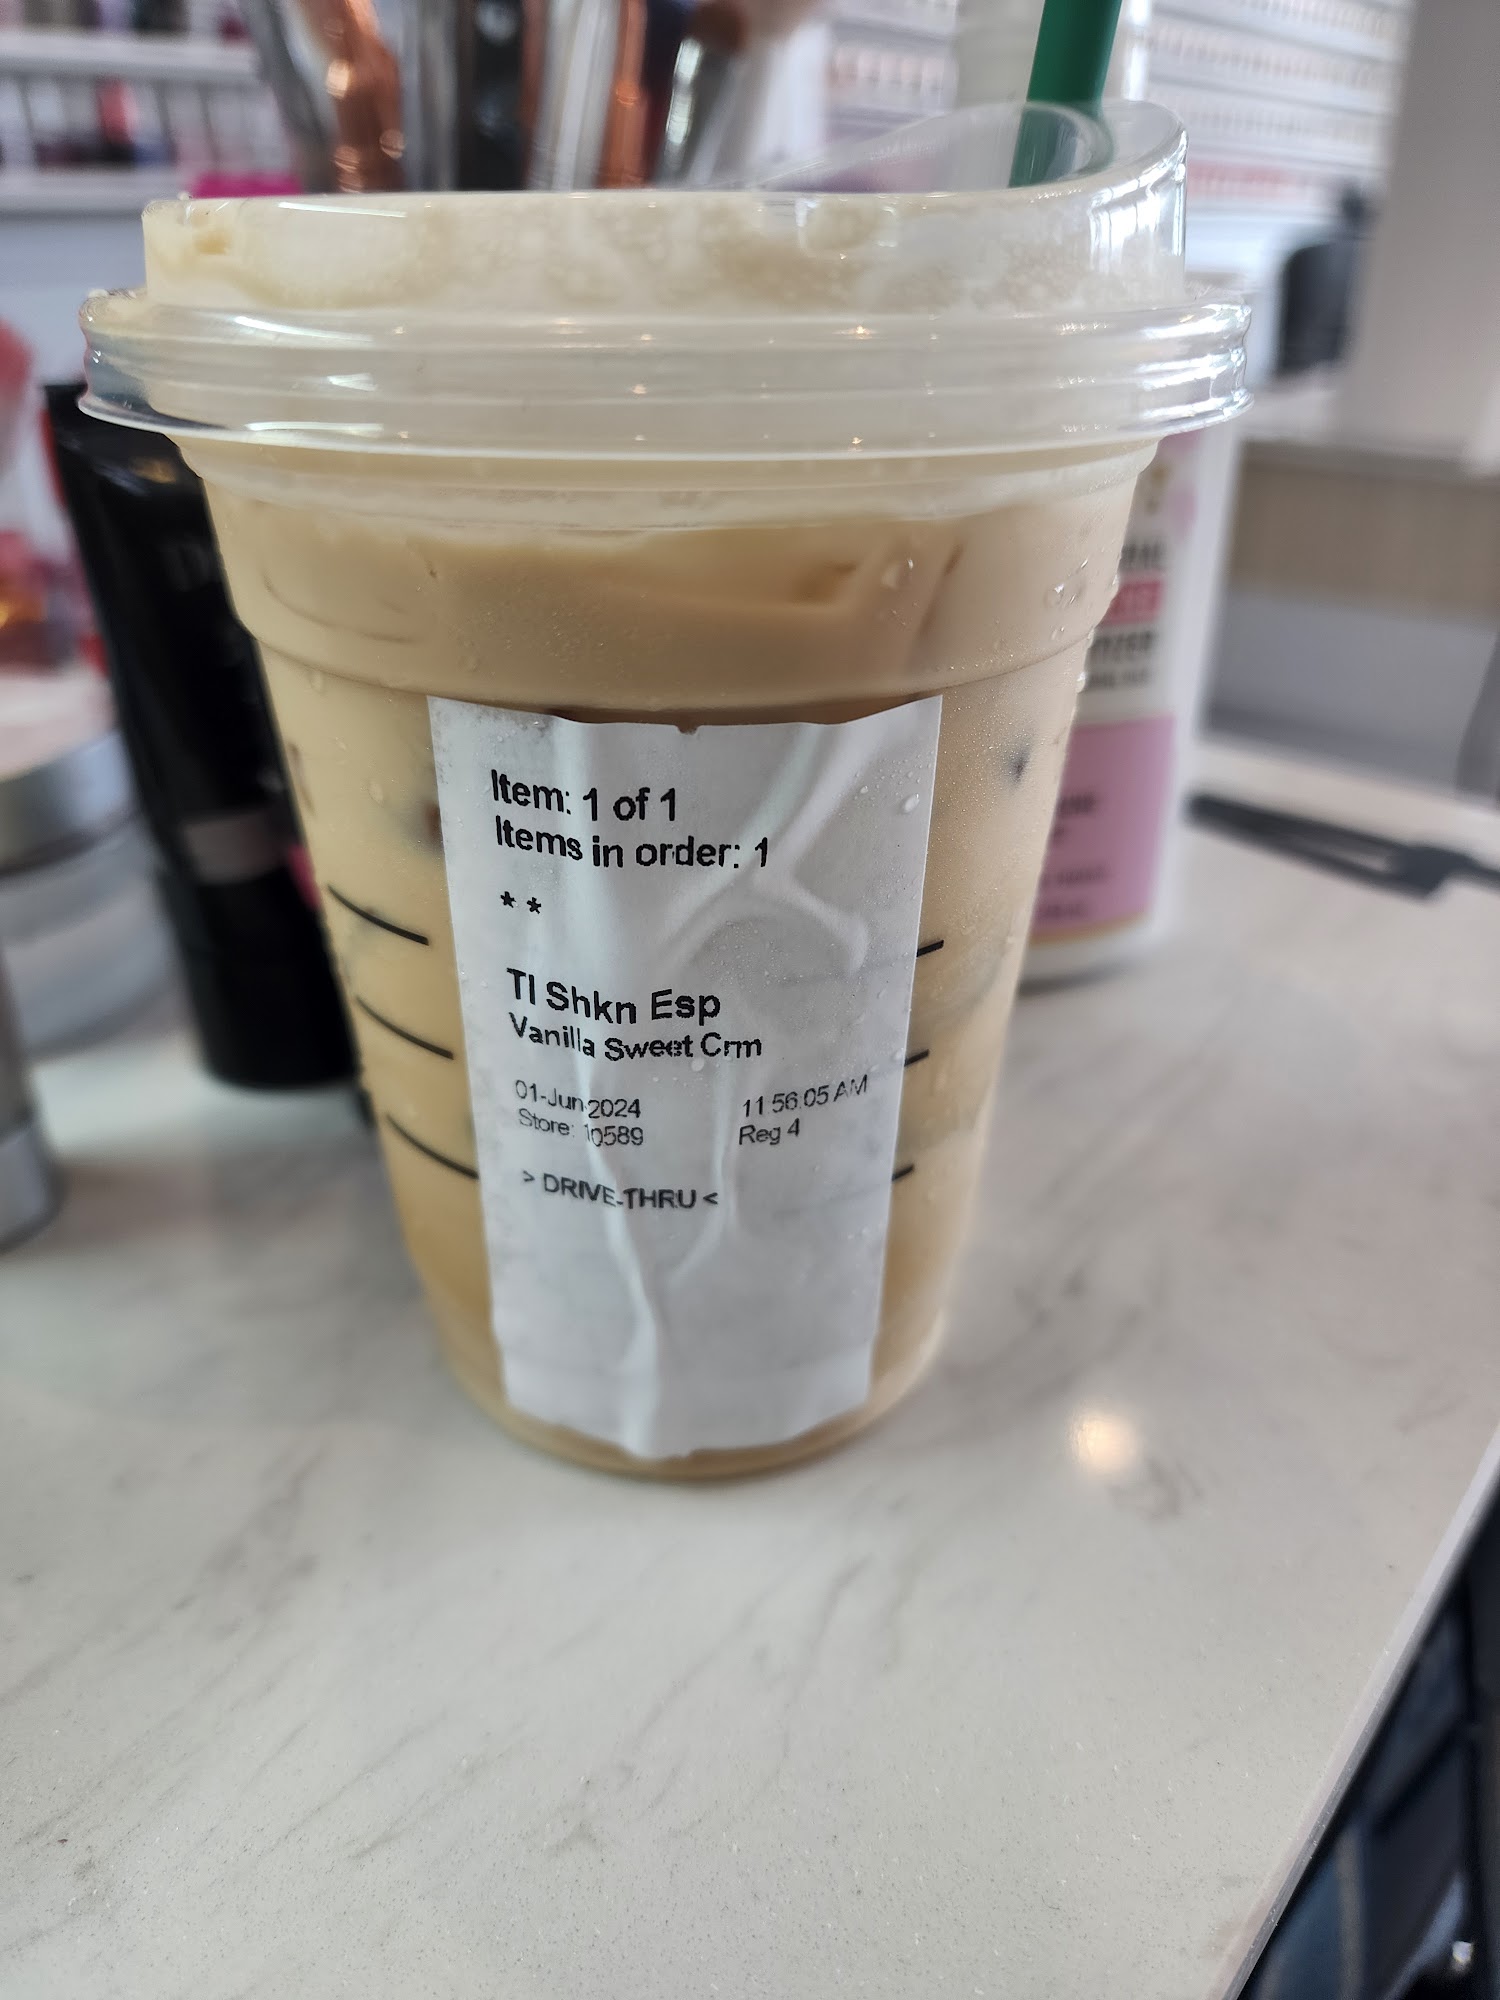 Item: 1 of 1
Items in order: 1
* *
Tl Shkn Esp
Vanilla Sweet Crm
01-Jun-2024 11:56:05 AM
Store: 10589 Reg 4
> DRIVE-THRU <